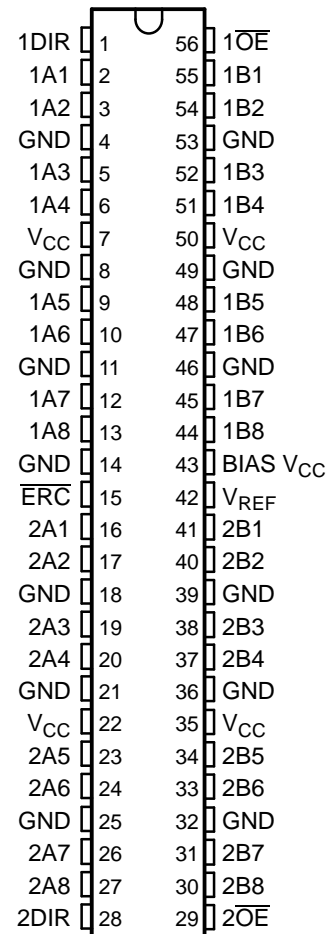 1DIR 1 56 1O̅E̅
1A1 2 55 1B1
1A2 3 54 1B2
GND 4 53 GND
1A3 5 52 1B3
1A4 6 51 1B4
VCC 7 50 VCC
GND 8 49 GND
1A5 9 48 1B5
1A6 10 47 1B6
GND 11 46 GND
1A7 12 45 1B7
1A8 13 44 1B8
GND 14 43 BIAS VCC
E̅R̅C̅ 15 42 VREF
2A1 16 41 2B1
2A2 17 40 2B2
GND 18 39 GND
2A3 19 38 2B3
2A4 20 37 2B4
GND 21 36 GND
VCC 22 35 VCC
2A5 23 34 2B5
2A6 24 33 2B6
GND 25 32 GND
2A7 26 31 2B7
2A8 27 30 2B8
2DIR 28 29 2O̅E̅